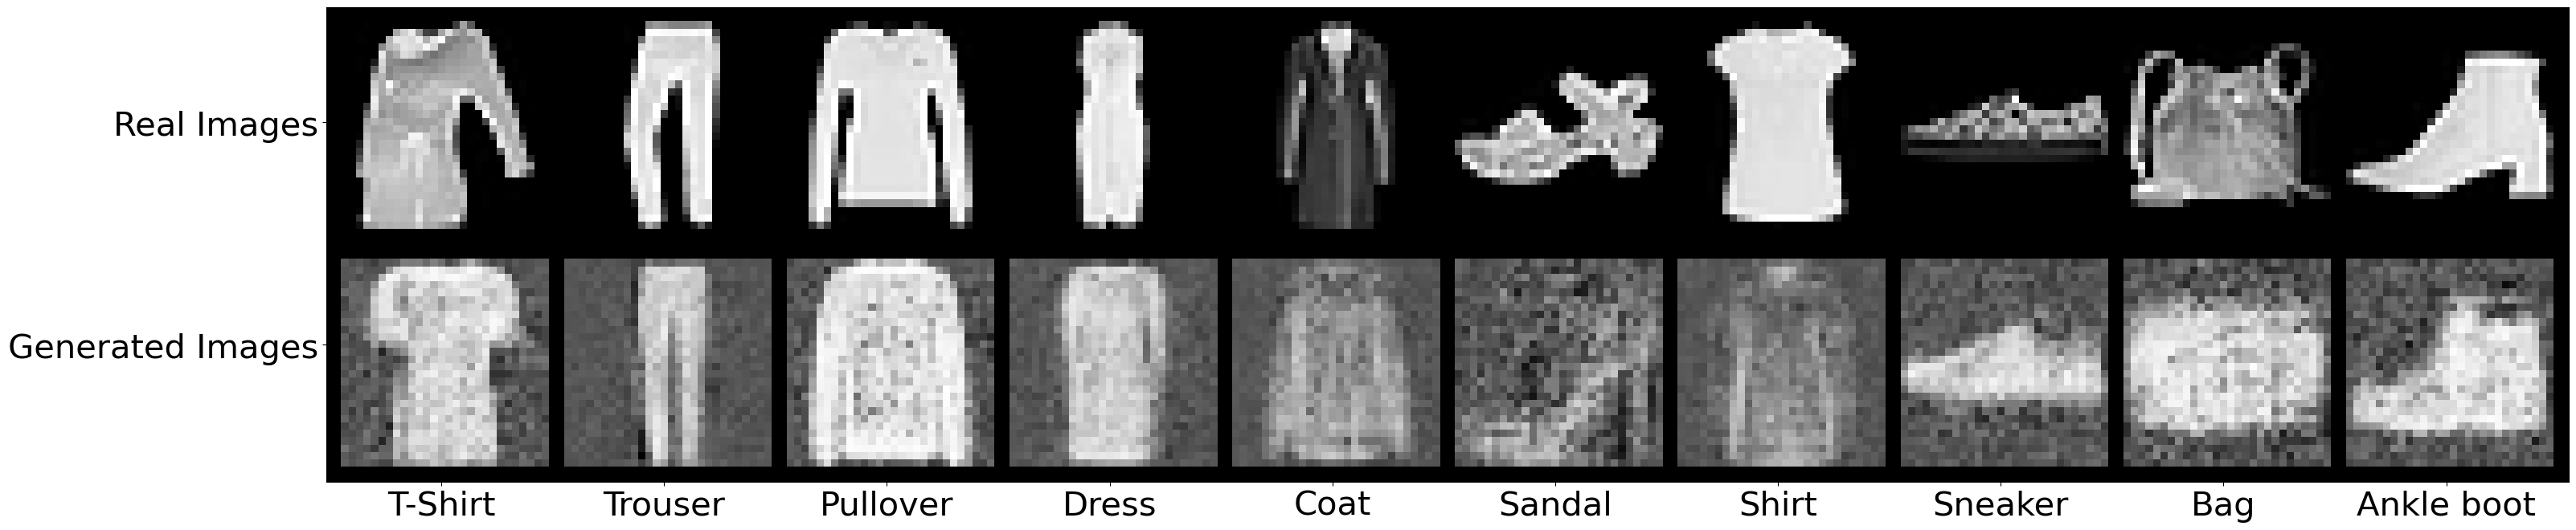 Real Images
Generated Images
T-Shirt Trouser Pullover Dress Coat Sandal Shirt Sneaker Bag Ankle boot